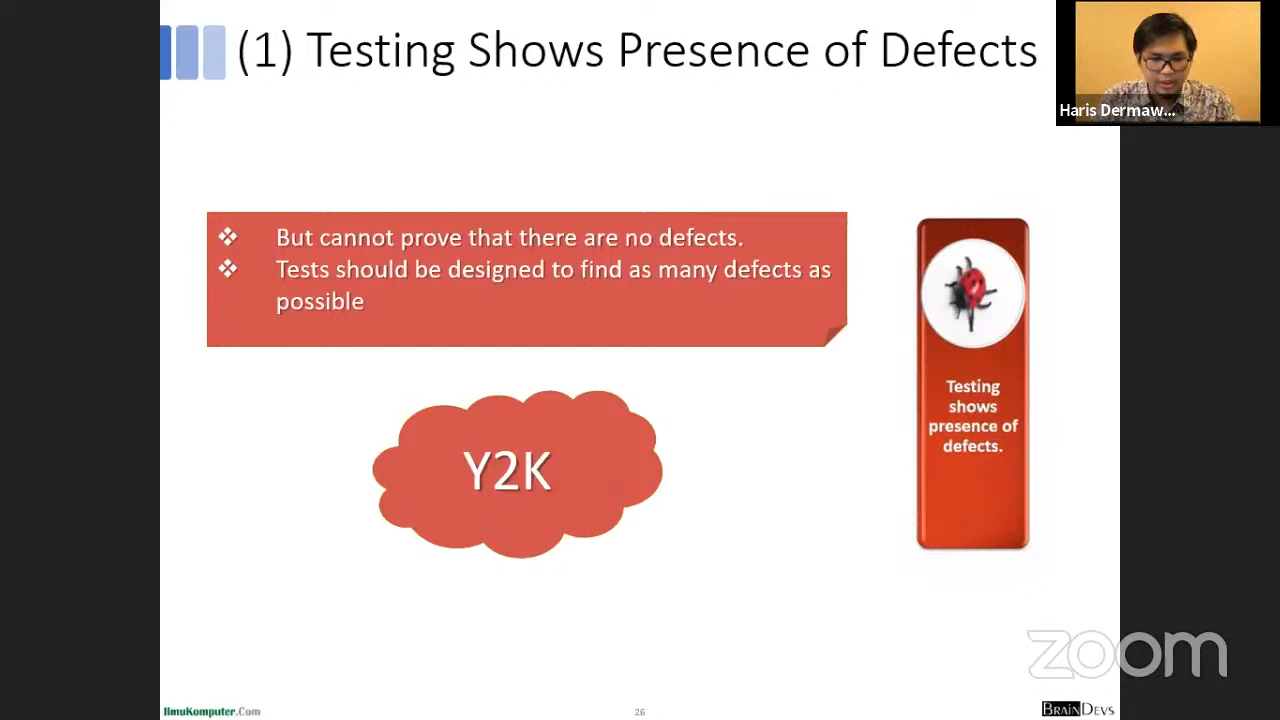 (1) Testing Shows Presence of Defects
Haris Dermaw...
❖ But cannot prove that there are no defects.
❖ Tests should be designed to find as many defects as
possible
Testing
shows
presence of
defects.
Y2K
zoom
IlmuKomputer.Com
26
BRAINDEVS